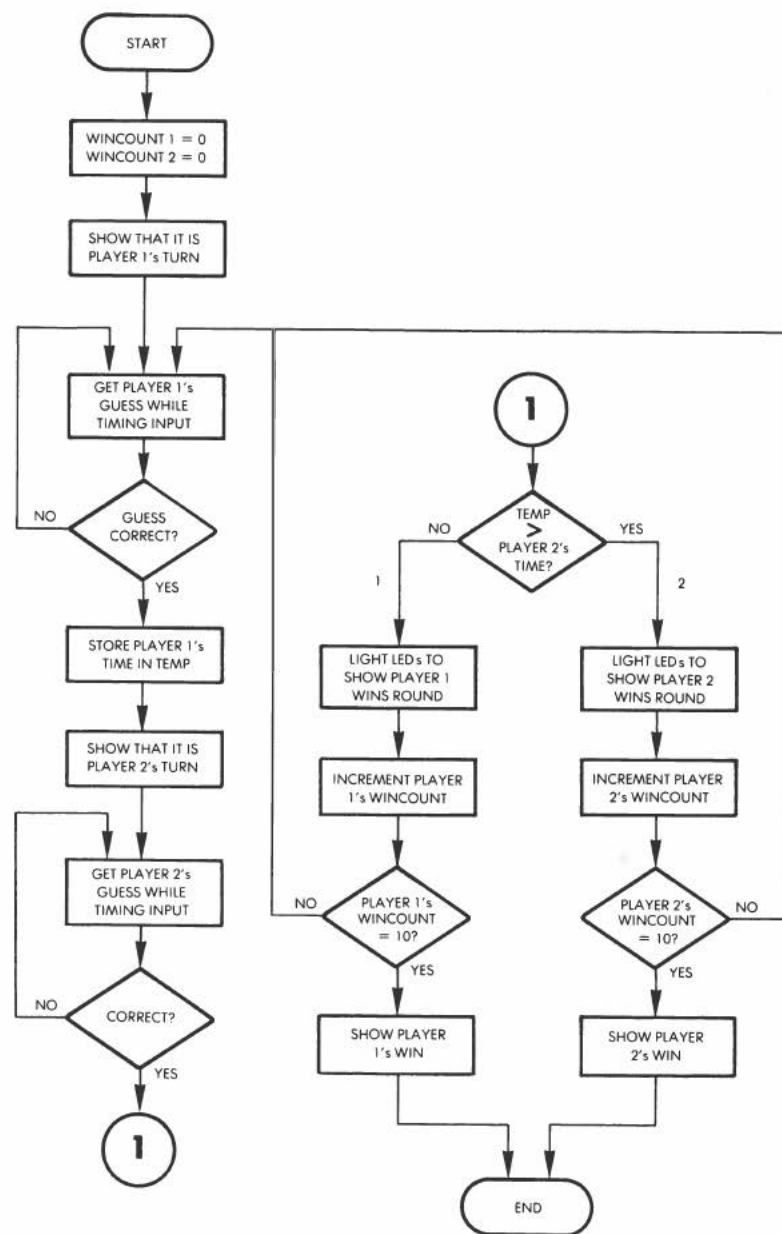 START
WINCOUNT 1 = 0
WINCOUNT 2 = 0
SHOW THAT IT IS
PLAYER 1's TURN
GET PLAYER 1's
GUESS WHILE
TIMING INPUT
NO
GUESS
CORRECT?
YES
STORE PLAYER 1's
TIME IN TEMP
SHOW THAT IT IS
PLAYER 2's TURN
GET PLAYER 2's
GUESS WHILE
TIMING INPUT
NO
CORRECT?
YES
1
1
TEMP
>
PLAYER 2's
TIME?
NO
YES
1
2
LIGHT LEDs TO
SHOW PLAYER 1
WINS ROUND
INCREMENT PLAYER
1's WINCOUNT
NO
PLAYER 1's
WINCOUNT
= 10?
YES
SHOW PLAYER
1's WIN
LIGHT LEDs TO
SHOW PLAYER 2
WINS ROUND
INCREMENT PLAYER
2's WINCOUNT
PLAYER 2's
WINCOUNT
= 10?
NO
YES
SHOW PLAYER
2's WIN
END